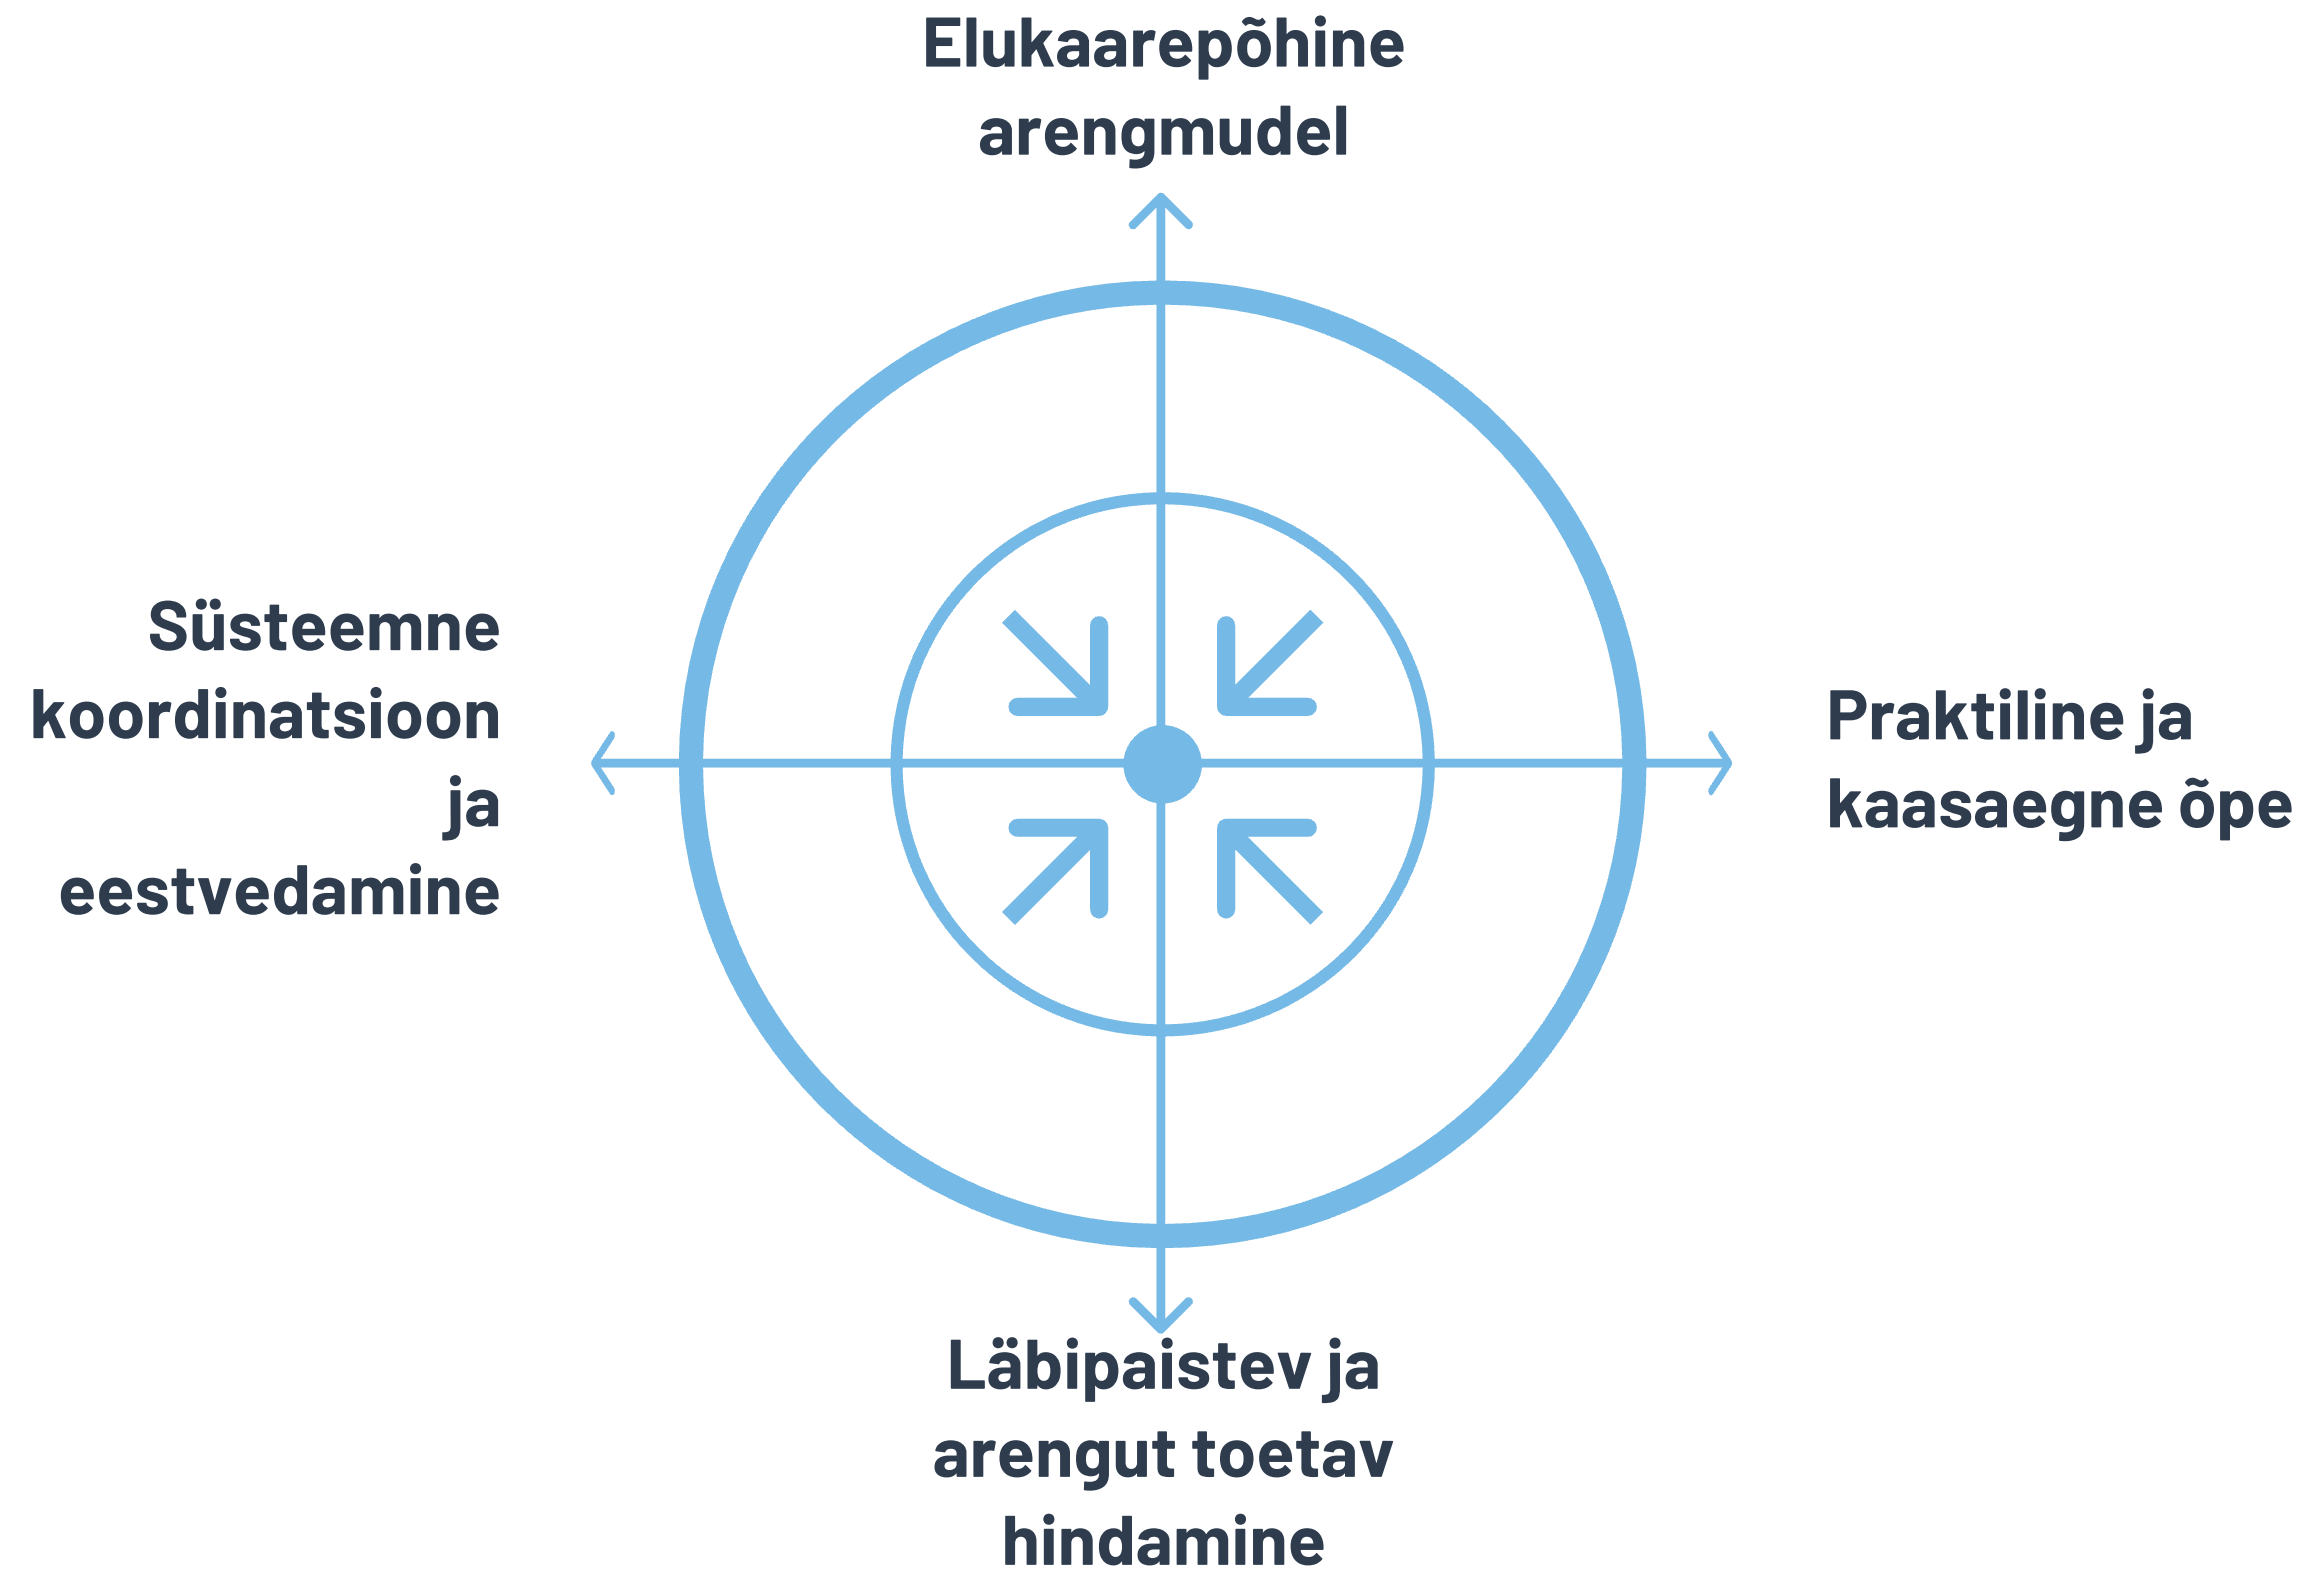 Elukaarepõhine
arengmudel
Süsteemne
koordinatsioon
ja
eestvedamine
Praktiline ja
kaasaegne õpe
Läbipaistev ja
arengut toetav
hindamine